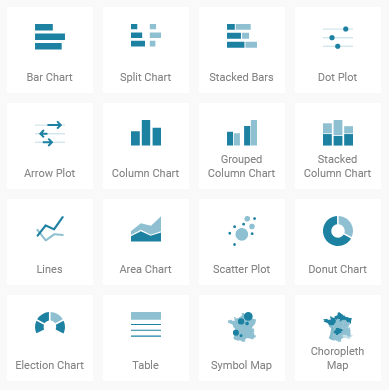 Bar Chart
Split Chart
Stacked Bars
Dot Plot
Arrow Plot
Column Chart
Grouped
Column Chart
Stacked
Column Chart
Lines
Area Chart
Scatter Plot
Donut Chart
Election Chart
Table
Symbol Map
Choropleth
Map